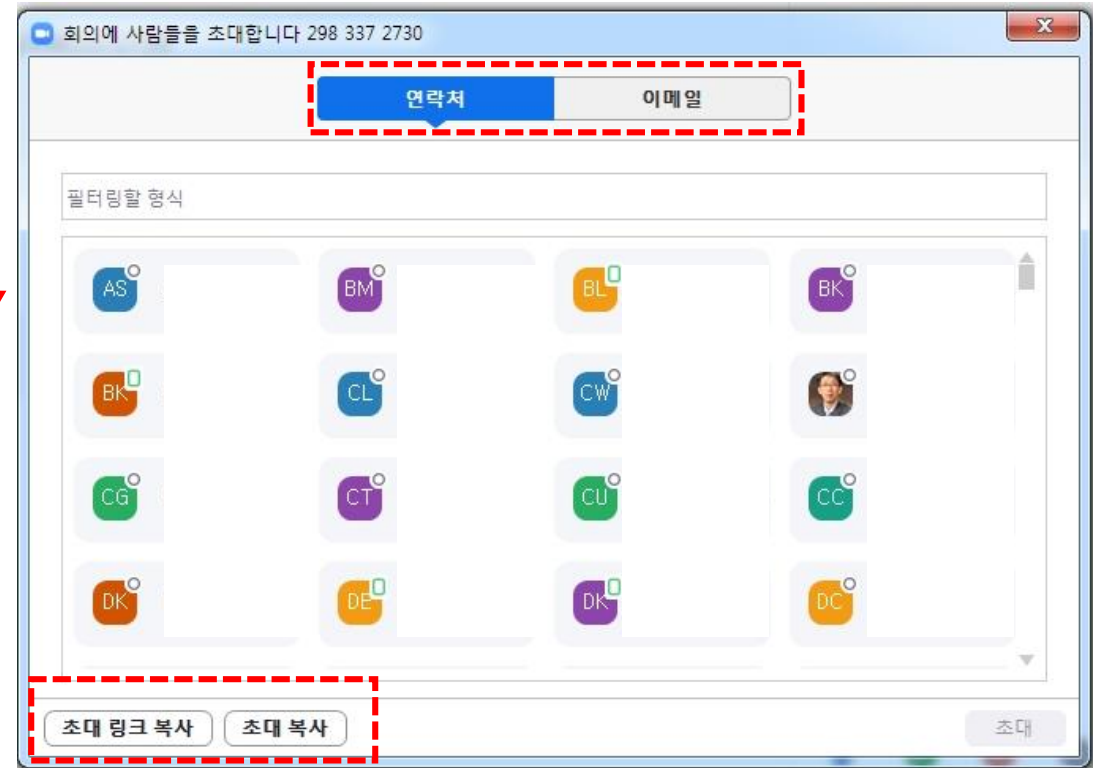 회의에 사람들을 초대합니다 298 337 2730
연락처 이메일
필터링할 형식
AS BM BL BK
BK CL CW
CG CT CU CC
DK DE DK DC
초대 링크 복사 초대 복사 초대